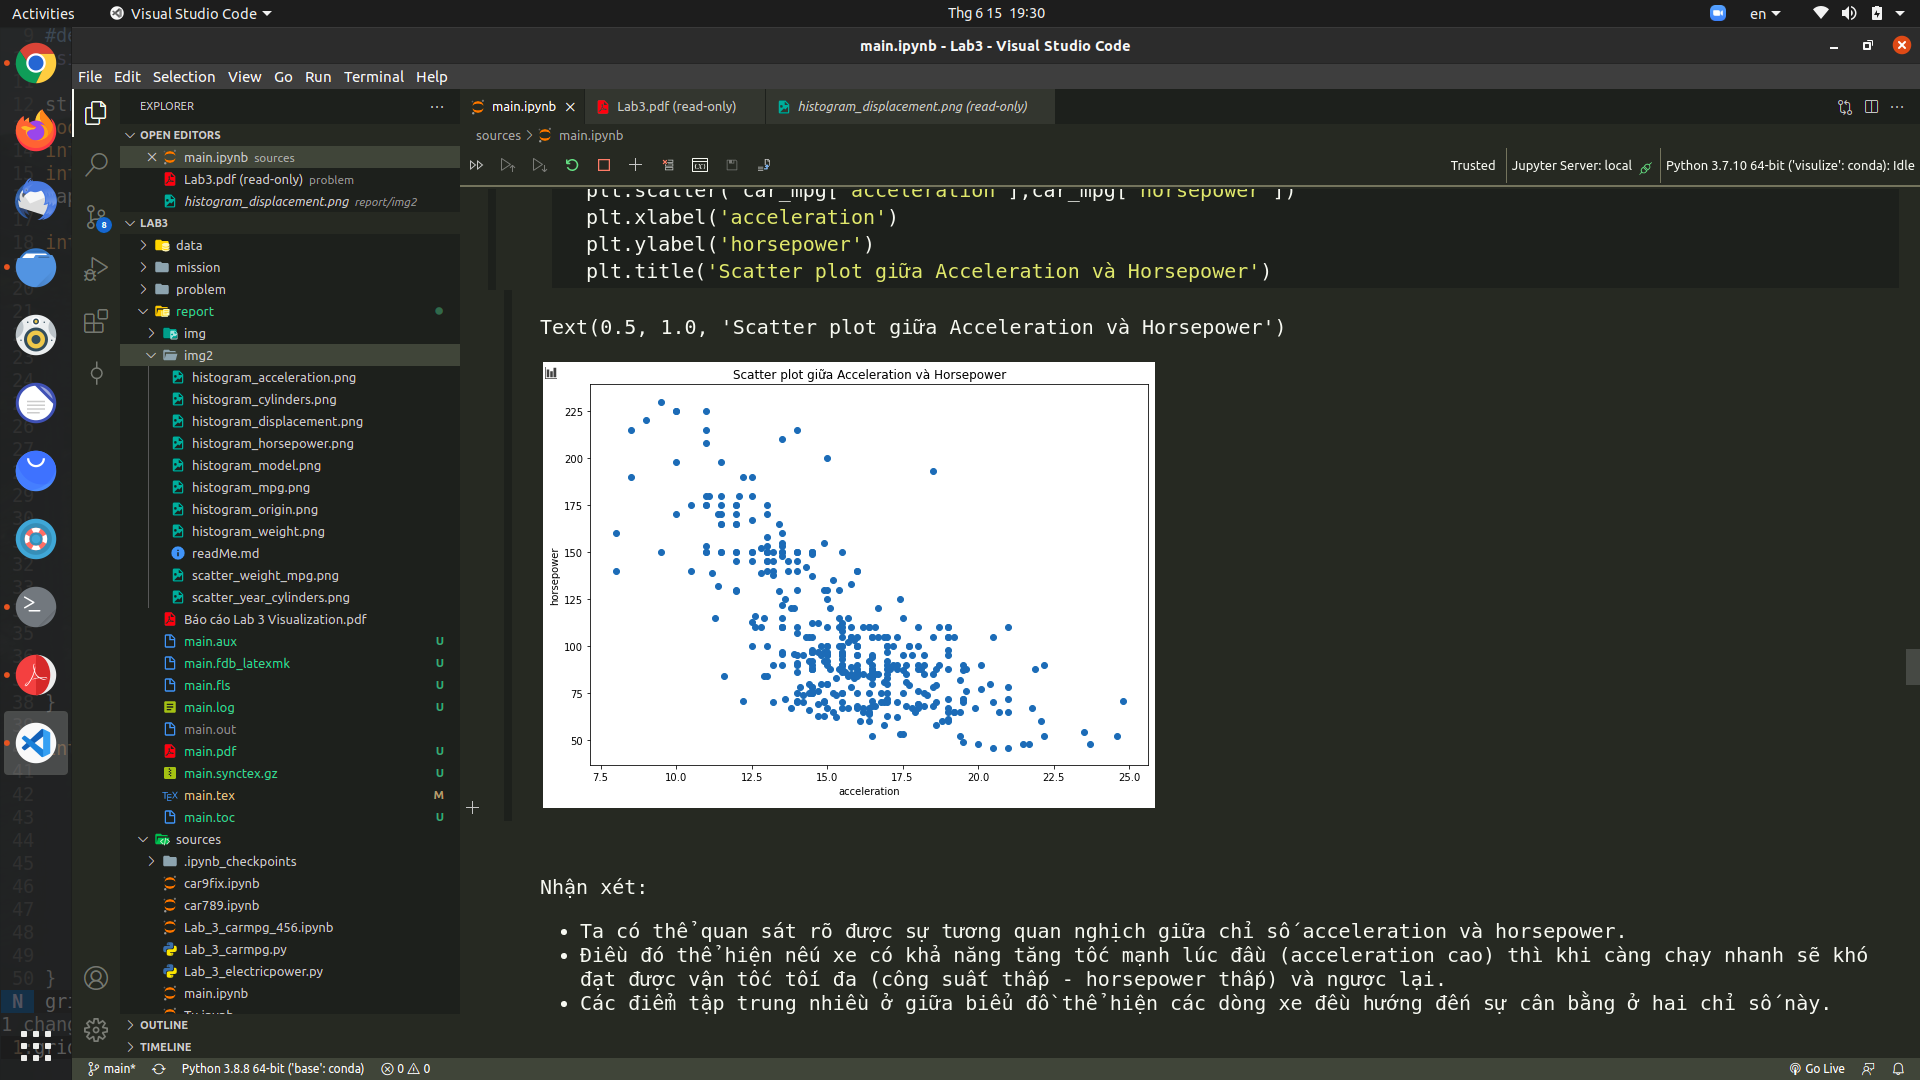 Activities
Visual Studio Code
Thg 6 15 19:30
en
main.ipynb - Lab3 - Visual Studio Code
File Edit Selection View Go Run Terminal Help
EXPLORER
OPEN EDITORS
main.ipynb sources
Lab3.pdf (read-only) problem
histogram_displacement.png report/img2
LAB3
data
mission
problem
report
img
img2
histogram_acceleration.png
histogram_cylinders.png
histogram_displacement.png
histogram_horsepower.png
histogram_model.png
histogram_mpg.png
histogram_origin.png
histogram_weight.png
readMe.md
scatter_weight_mpg.png
scatter_year_cylinders.png
Báo cáo Lab 3 Visualization.pdf
main.aux U
main.fdb_latexmk U
main.fls U
main.log U
main.out
main.pdf U
main.synctex.gz U
main.tex M
main.toc U
sources
.ipynb_checkpoints
car9fix.ipynb
car789.ipynb
Lab_3_carmpg_456.ipynb
Lab_3_carmpg.py
Lab_3_electricpower.py
main.ipynb
OUTLINE
TIMELINE
main.ipynb
Lab3.pdf (read-only)
histogram_displacement.png (read-only)
sources > main.ipynb
Trusted
Jupyter Server: local
Python 3.7.10 64-bit ('visulize': conda): Idle
plt.scatter( car_mpg[ acceleration ],car_mpg[ horsepower ])
plt.xlabel('acceleration')
plt.ylabel('horsepower')
plt.title('Scatter plot giữa Acceleration và Horsepower')
Text(0.5, 1.0, 'Scatter plot giữa Acceleration và Horsepower')
Scatter plot giữa Acceleration và Horsepower
225
200
175
150
125
100
75
50
horsepower
7.5 10.0 12.5 15.0 17.5 20.0 22.5 25.0
acceleration
Nhận xét:
• Ta có thể quan sát rõ được sự tương quan nghịch giữa chỉ số acceleration và horsepower.
• Điều đó thể hiện nếu xe có khả năng tăng tốc mạnh lúc đầu (acceleration cao) thì khi càng chạy nhanh sẽ khó
đạt được vận tốc tối đa (công suất thấp - horsepower thấp) và ngược lại.
• Các điểm tập trung nhiều ở giữa biểu đồ thể hiện các dòng xe đều hướng đến sự cân bằng ở hai chỉ số này.
main*
Python 3.8.8 64-bit ('base': conda)
0 0
Go Live